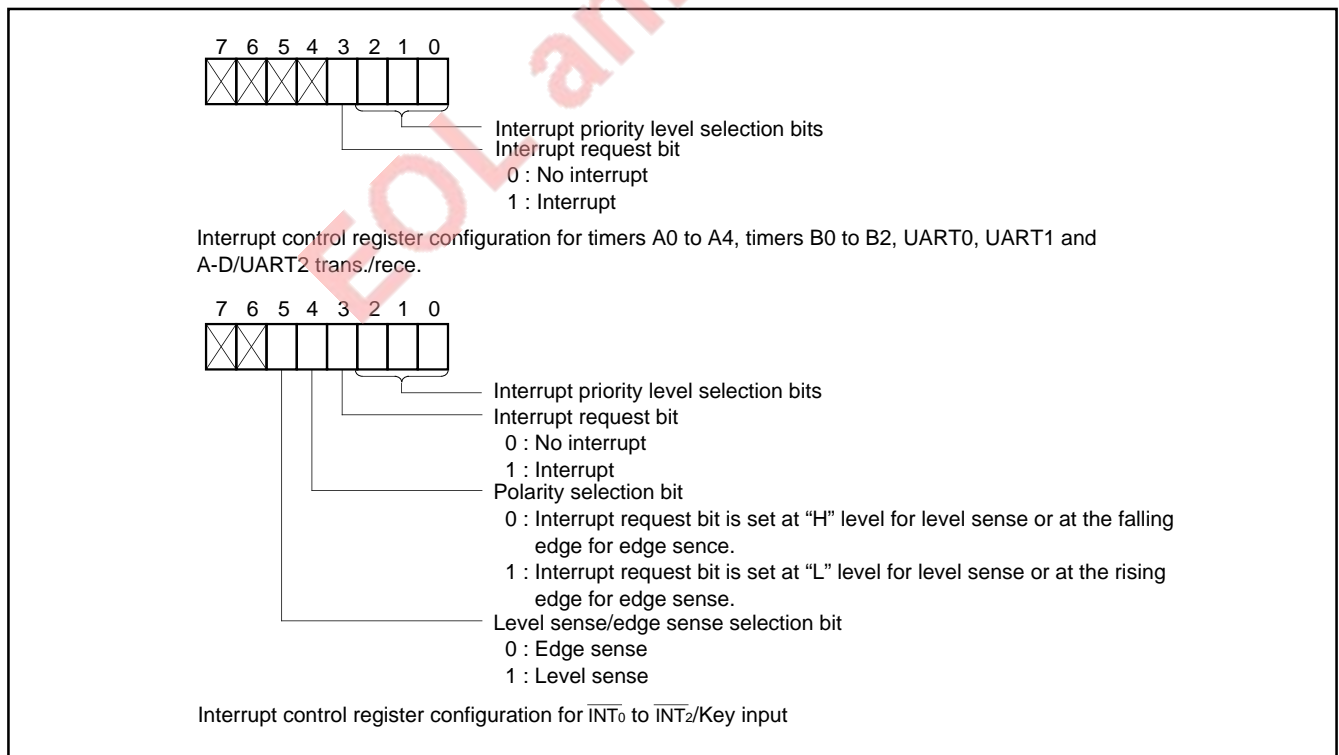 EOL an
7 6 5 4 3 2 1 0
Interrupt priority level selection bits
Interrupt request bit
0 : No interrupt
1 : Interrupt
Interrupt control register configuration for timers A0 to A4, timers B0 to B2, UART0, UART1 and
A-D/UART2 trans./rece.
7 6 5 4 3 2 1 0
Interrupt priority level selection bits
Interrupt request bit
0 : No interrupt
1 : Interrupt
Polarity selection bit
0 : Interrupt request bit is set at “H” level for level sense or at the falling
edge for edge sence.
1 : Interrupt request bit is set at “L” level for level sense or at the rising
edge for edge sense.
Level sense/edge sense selection bit
0 : Edge sense
1 : Level sense
Interrupt control register configuration for INT0 to INT2/Key input